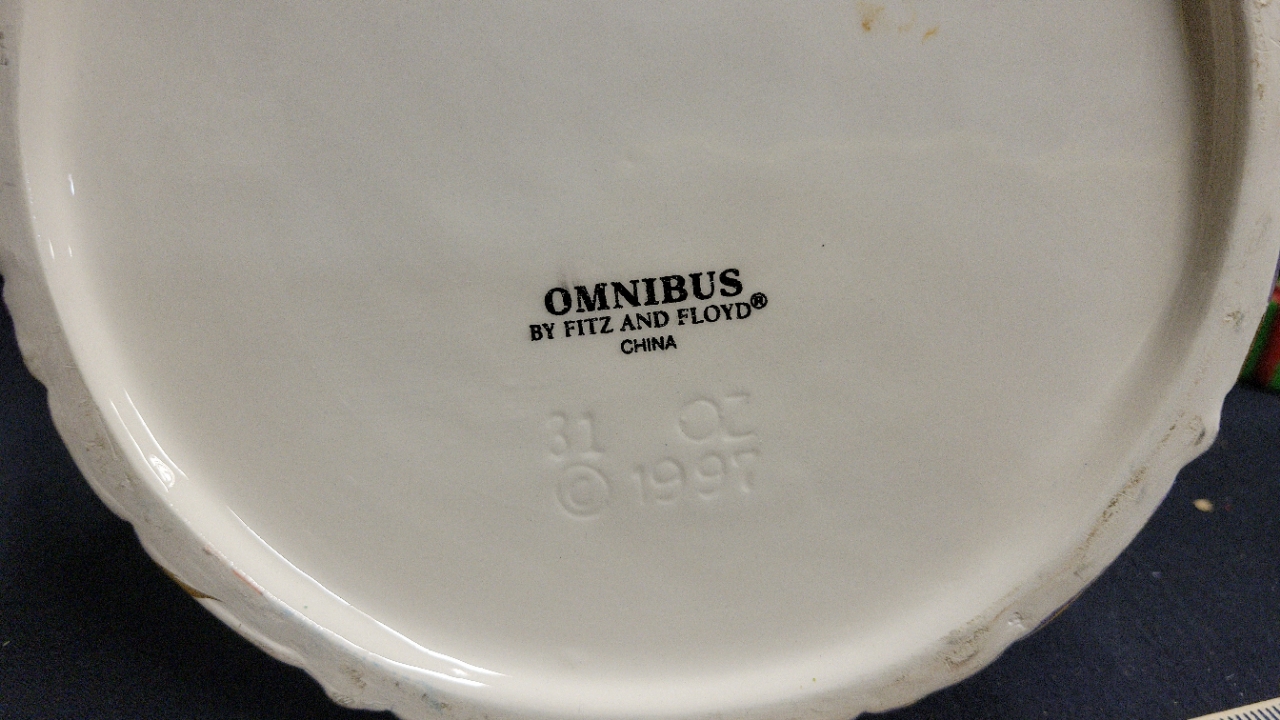 OMNIBUS
BY FITZ AND FLOYD®
CHINA
31 OZ
© 1997